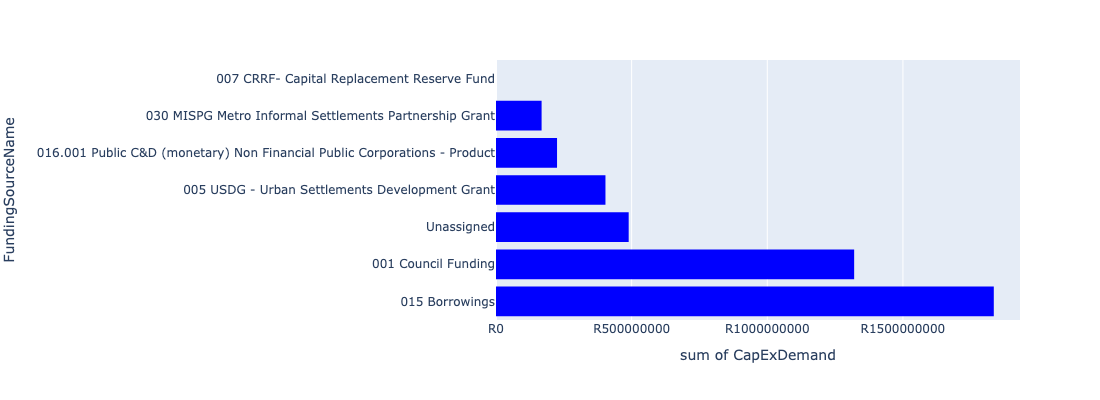 FundingSourceName
007 CRRF- Capital Replacement Reserve Fund
030 MISPG Metro Informal Settlements Partnership Grant
016.001 Public C&D (monetary) Non Financial Public Corporations - Product
005 USDG - Urban Settlements Development Grant
Unassigned
001 Council Funding
015 Borrowings
R0 R500000000 R1000000000 R1500000000
sum of CapExDemand